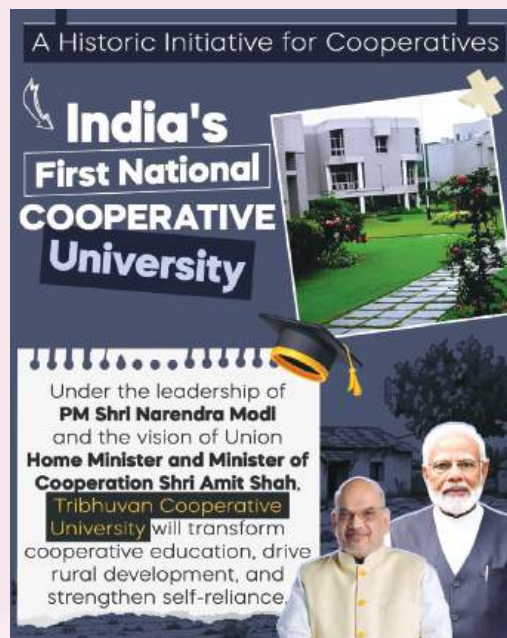 A Historic Initiative for Cooperatives
India's
First National
COOPERATIVE
University
Under the leadership of
PM Shri Narendra Modi
and the vision of Union
Home Minister and Minister of
Cooperation Shri Amit Shah,
Tribhuvan Cooperative
University will transform
cooperative education, drive
rural development, and
strengthen self-reliance.